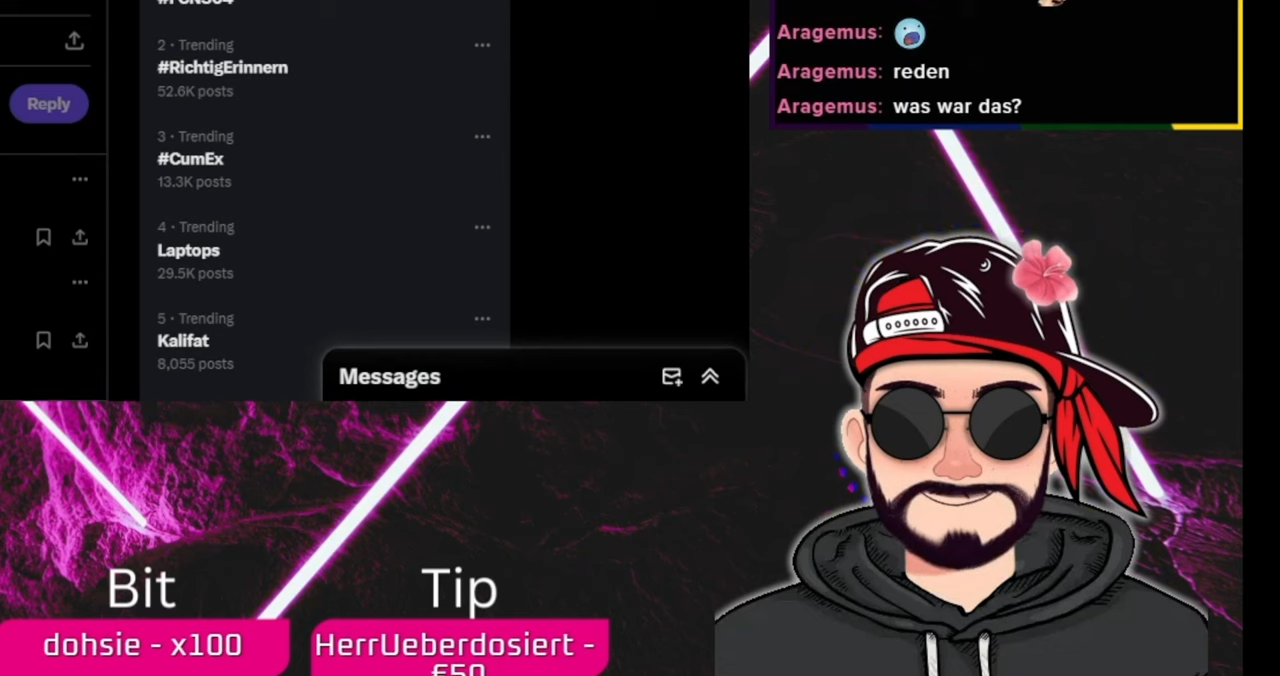 2 · Trending
#RichtigErinnern
52.6K posts
Reply
3 · Trending
#CumEx
13.3K posts
4 · Trending
Laptops
29.5K posts
5 · Trending
Kalifat
8,055 posts
Messages
Aragemus:
Aragemus: reden
Aragemus: was war das?
Bit
dohsie - x100
Tip
HerrUeberdosiert -